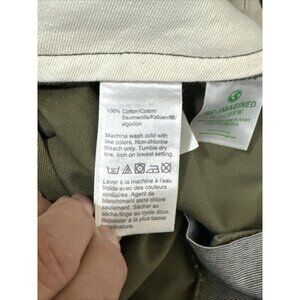 100% Cotton/Coton/
Baumwolle/Katoen/棉/
algodón
Machine wash cold with
like colors. Non-chlorine
bleach only. Tumble dry
low. Iron on lowest setting.
Laver à la machine à l'eau
froide avec des couleurs
similaires. Agent de
blanchiment sans chlore
seulement. Sécher au
sèche-linge au cycle doux.
Repasser à la plus basse
température.
RE-IMAGINED